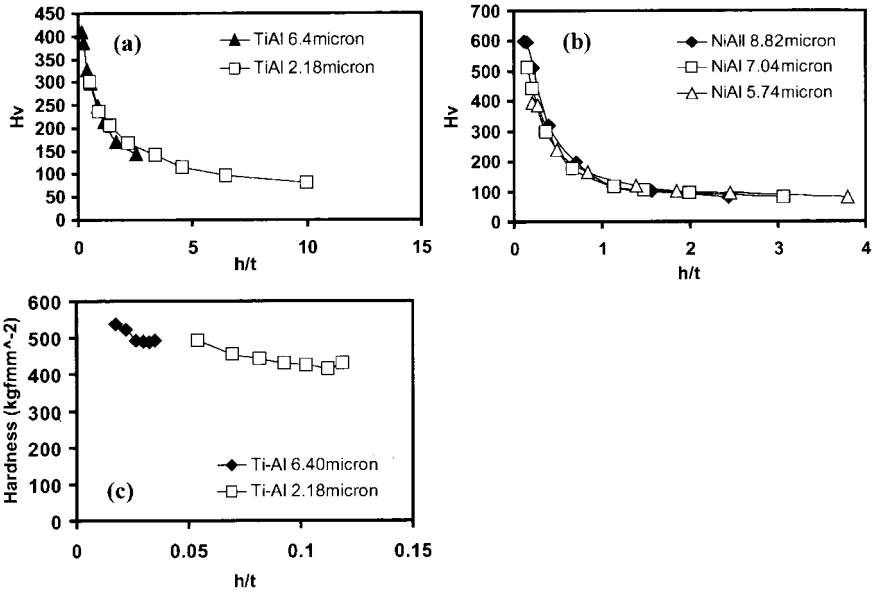 450
400
350
300
250
200
150
100
50
0
Hv
(a)
TiAl 6.4micron
TiAl 2.18micron
0 5 10 15
h/t
700
600
500
400
300
200
100
0
Hv
(b)
NiAll 8.82micron
NiAl 7.04micron
NiAl 5.74micron
0 1 2 3 4
h/t
600
500
400
300
200
100
0
Hardness (kgfmm^-2)
(c)
Ti-Al 6.40micron
Ti-Al 2.18micron
0 0.05 0.1 0.15
h/t